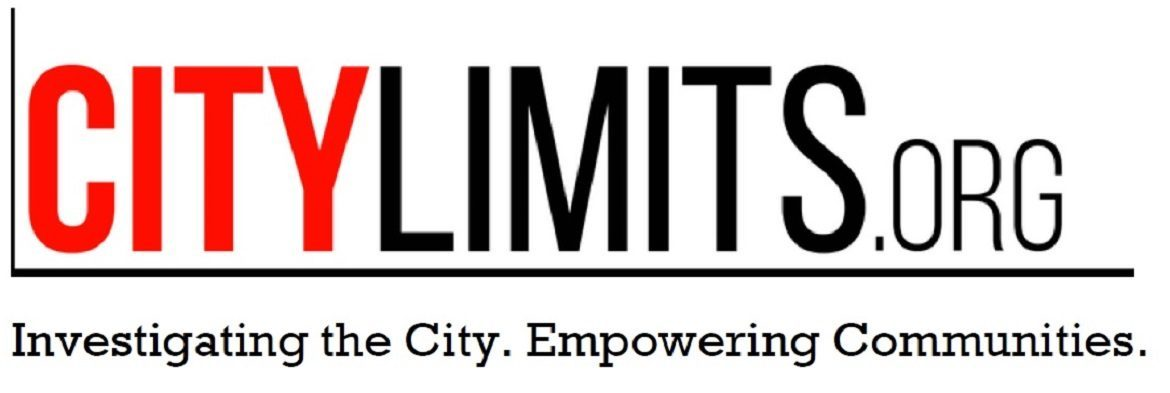 CITYLIMITS.ORG
Investigating the City. Empowering Communities.